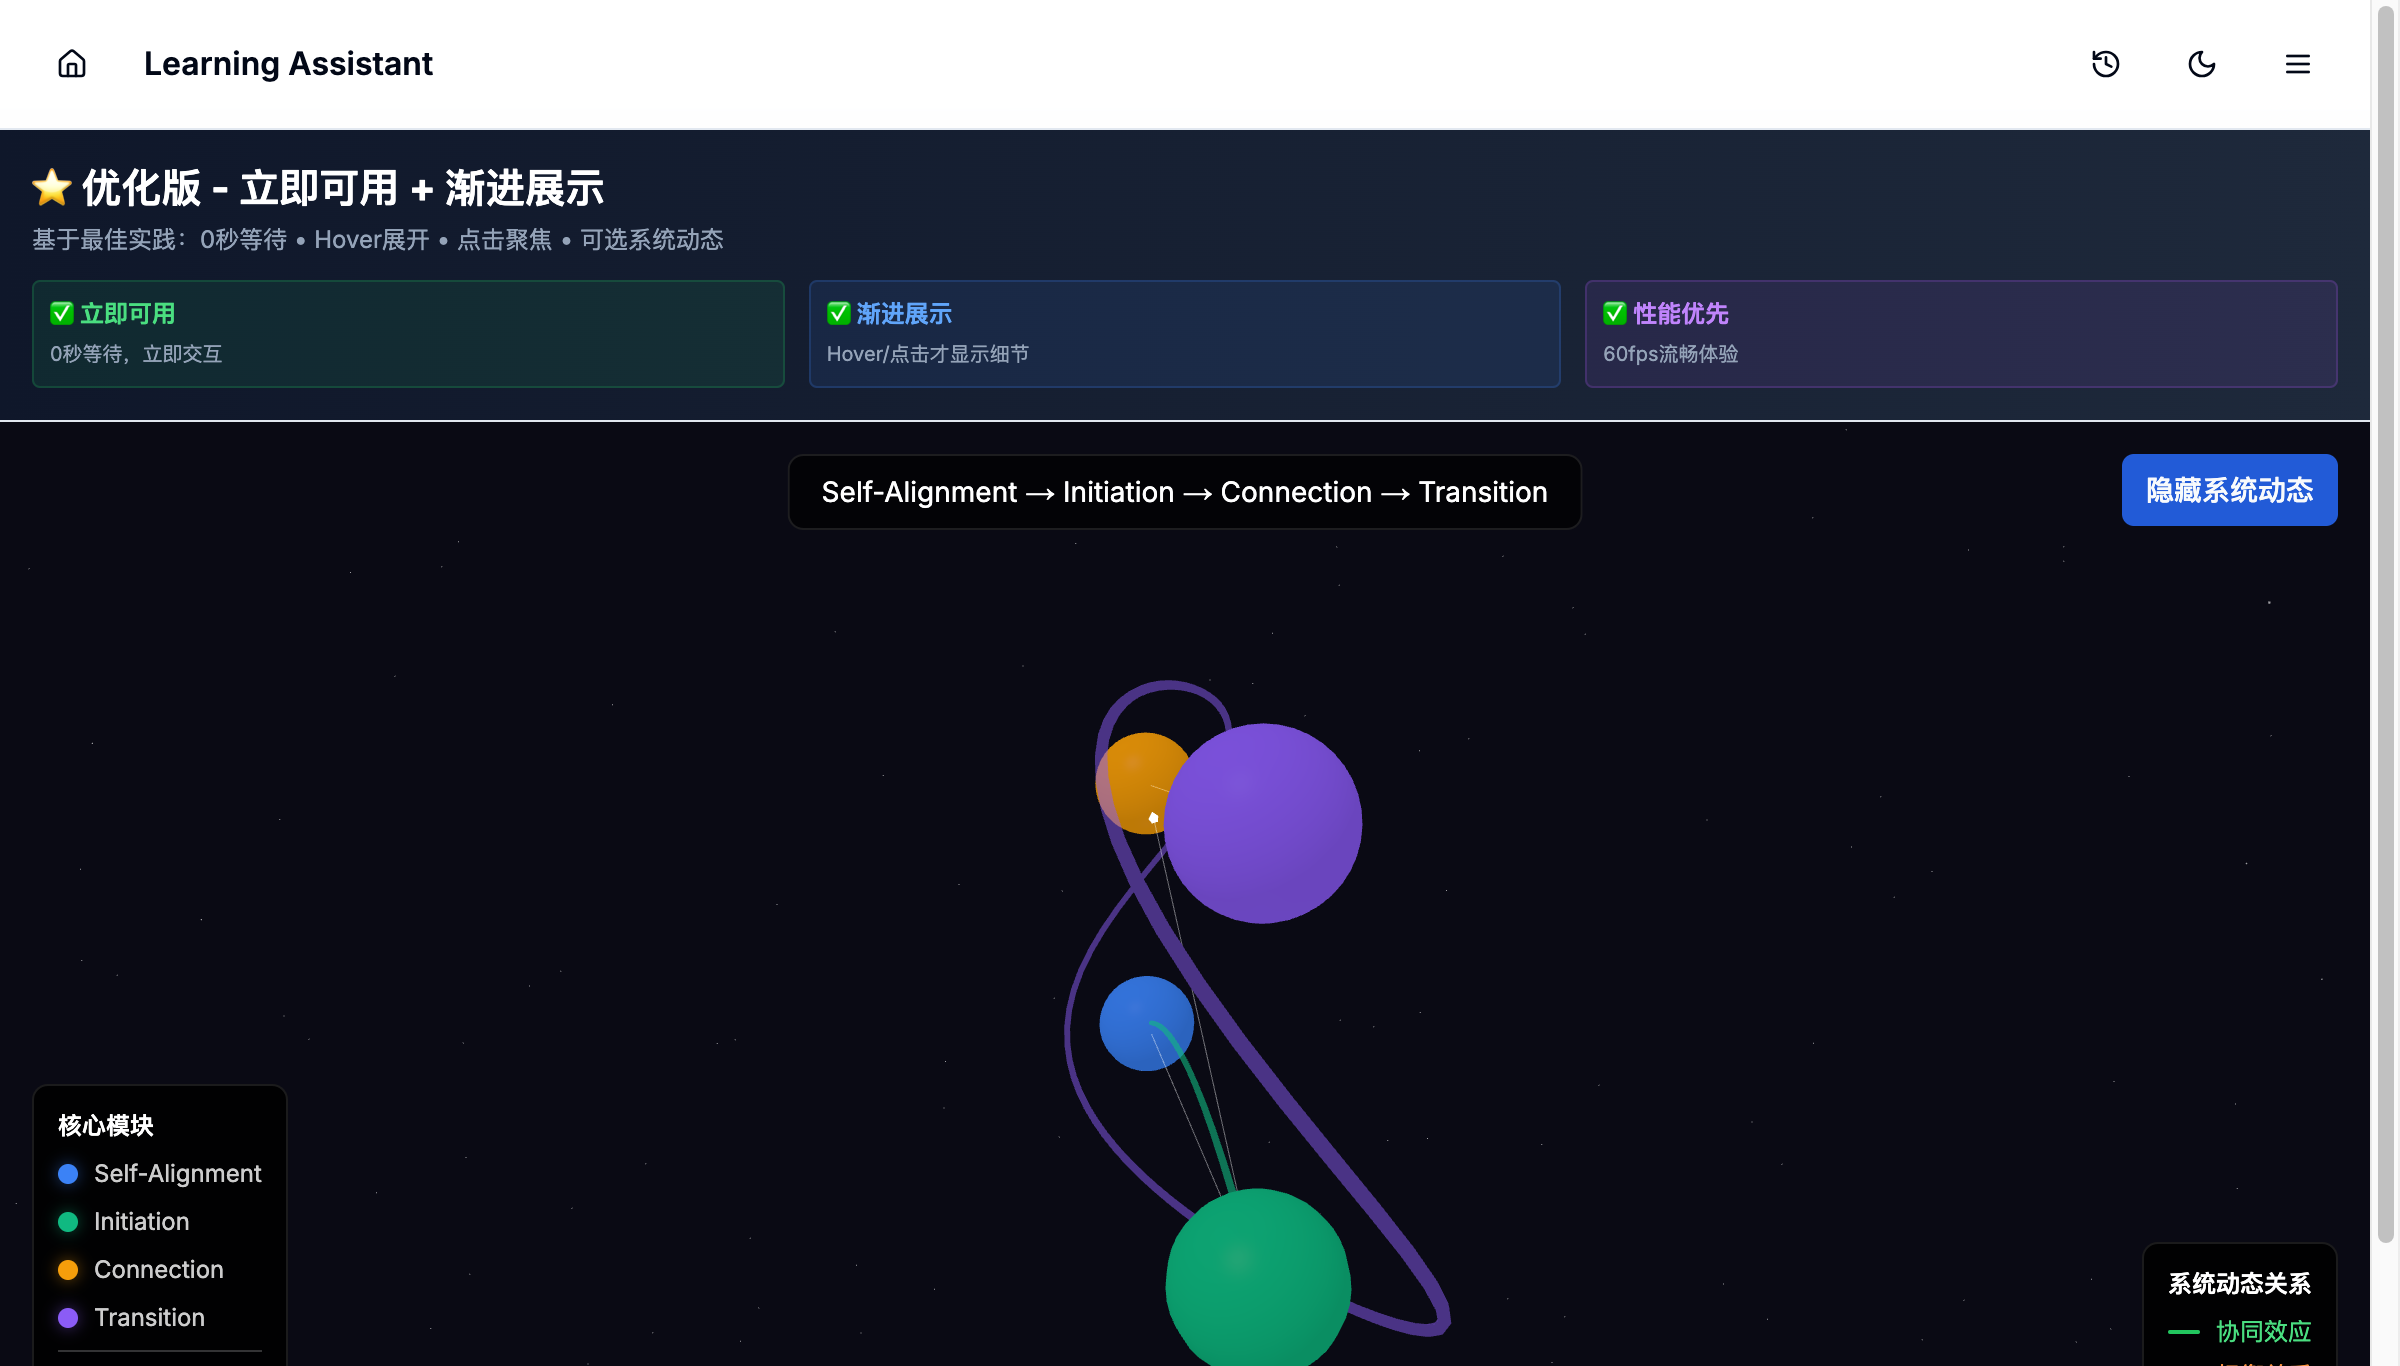 Learning Assistant
⭐ 优化版 - 立即可用 + 渐进展示
基于最佳实践：0秒等待 • Hover展开 • 点击聚焦 • 可选系统动态
✅ 立即可用
0秒等待，立即交互
✅ 渐进展示
Hover/点击才显示细节
✅ 性能优先
60fps流畅体验
Self-Alignment → Initiation → Connection → Transition
隐藏系统动态
核心模块
Self-Alignment
Initiation
Connection
Transition
系统动态关系
协同效应